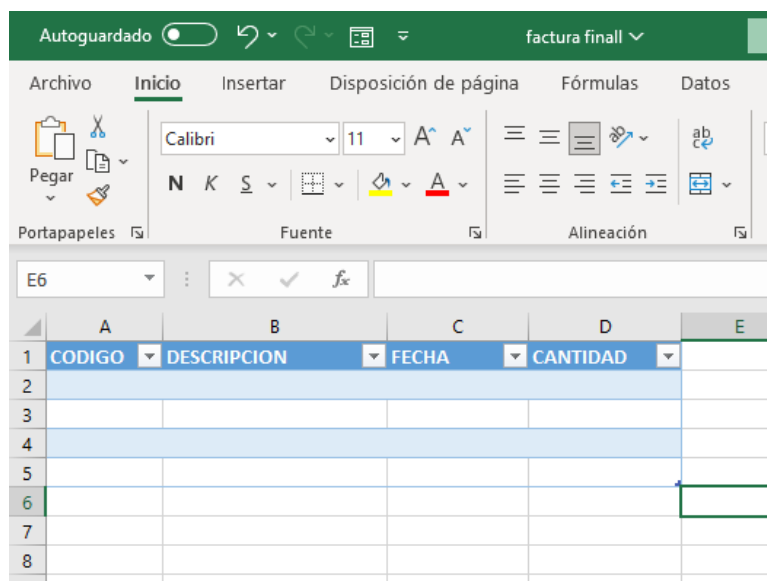 Autoguardado factura finall
Archivo Inicio Insertar Disposición de página Fórmulas Datos
Calibri 11 A A ab
Pegar N K S A
Portapapeles Fuente Alineación
E6 fx
A B C D E
1 CODIGO DESCRIPCION FECHA CANTIDAD
2
3
4
5
6
7
8